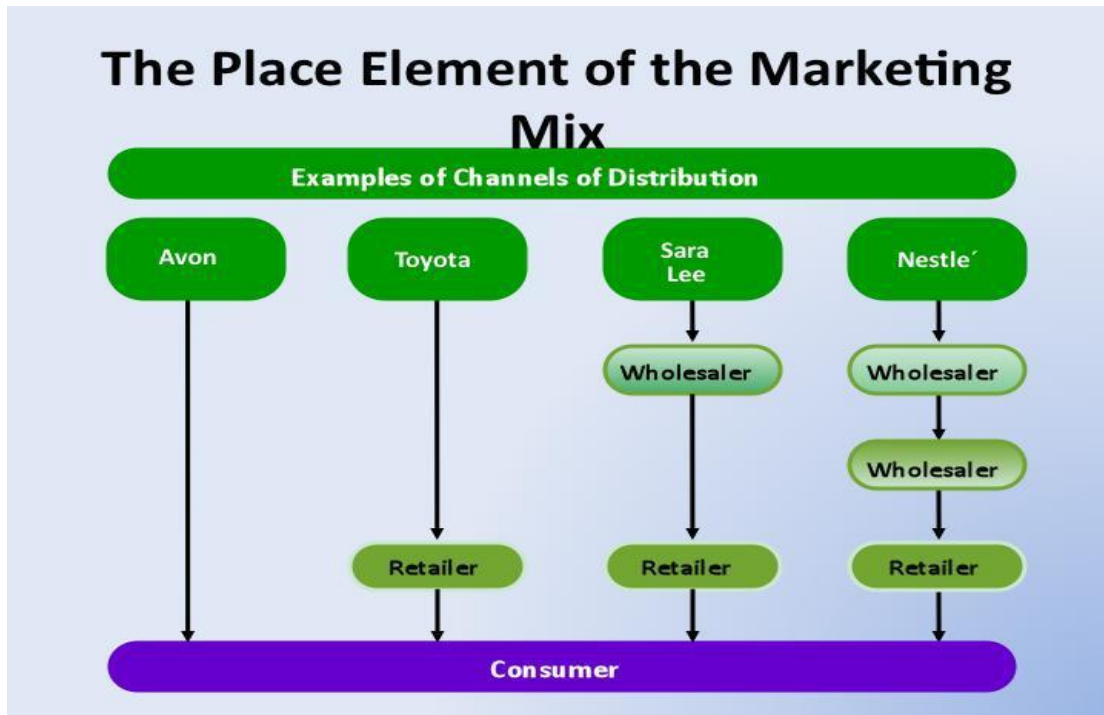 The Place Element of the Marketing
Mix
Examples of Channels of Distribution
Avon
Toyota
Sara
Lee
Nestle´
Wholesaler
Wholesaler
Wholesaler
Retailer
Retailer
Retailer
Consumer